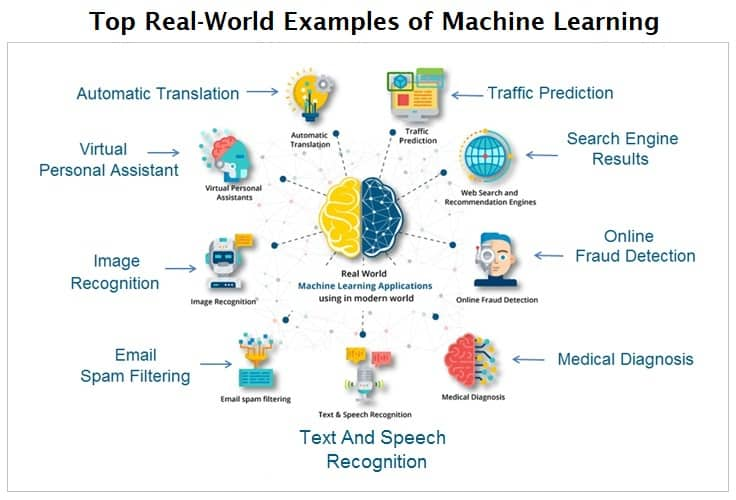 Top Real-World Examples of Machine Learning
Automatic Translation
Traffic Prediction
Automatic
Translation
Traffic
Prediction
Virtual
Personal Assistant
Virtual Personal
Assistants
Search Engine
Results
Web Search and
Recommendation Engines
Image
Recognition
Image Recognition
Real World
Machine Learning Applications
using in modern world
Online
Fraud Detection
Online Fraud Detection
Email
Spam Filtering
Email spam filtering
Text & Speech Recognition
Medical Diagnosis
Medical Diagnosis
Text And Speech
Recognition